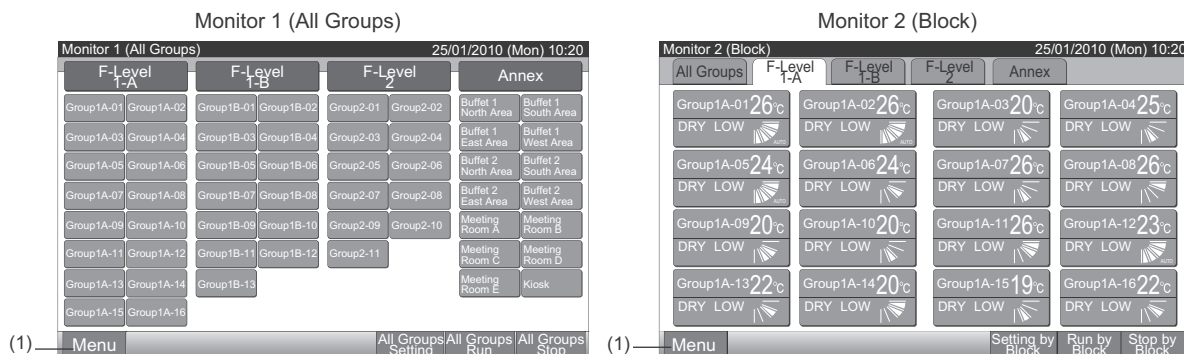 Monitor 1 (All Groups)
Monitor 1 (All Groups) 25/01/2010 (Mon) 10:20
F-Level 1-A F-Level 1-B F-Level 2 Annex
Group1A-01 Group1A-02 Group1B-01 Group1B-02 Group2-01 Group2-02 Buffet 1 North Area Buffet 1 South Area
Group1A-03 Group1A-04 Group1B-03 Group1B-04 Group2-03 Group2-04 Buffet 1 East Area Buffet 1 West Area
Group1A-05 Group1A-06 Group1B-05 Group1B-06 Group2-05 Group2-06 Buffet 2 North Area Buffet 2 South Area
Group1A-07 Group1A-08 Group1B-07 Group1B-08 Group2-07 Group2-08 Buffet 2 East Area Buffet 2 West Area
Group1A-09 Group1A-10 Group1B-09 Group1B-10 Group2-09 Group2-10 Meeting Room A Meeting Room B
Group1A-11 Group1A-12 Group1B-11 Group1B-12 Group2-11 Meeting Room C Meeting Room D
Group1A-13 Group1A-14 Group1B-13 Meeting Room E Kiosk
Group1A-15 Group1A-16
(1) Menu All Groups Setting All Groups Run All Groups Stop
Monitor 2 (Block)
Monitor 2 (Block) 25/01/2010 (Mon) 10:20
All Groups F-Level 1-A F-Level 1-B F-Level 2 Annex
Group1A-01 26°C Group1A-02 26°C Group1A-03 20°C Group1A-04 25°C
DRY LOW AUTO DRY LOW AUTO DRY LOW DRY LOW
Group1A-05 24°C Group1A-06 24°C Group1A-07 26°C Group1A-08 26°C
DRY LOW AUTO DRY LOW DRY LOW DRY LOW AUTO
Group1A-09 20°C Group1A-10 20°C Group1A-11 26°C Group1A-12 23°C
DRY LOW DRY LOW DRY LOW DRY LOW AUTO
Group1A-13 22°C Group1A-14 20°C Group1A-15 19°C Group1A-16 22°C
DRY LOW DRY LOW DRY LOW DRY LOW
(1) Menu Setting by Block Run by Block Stop by Block